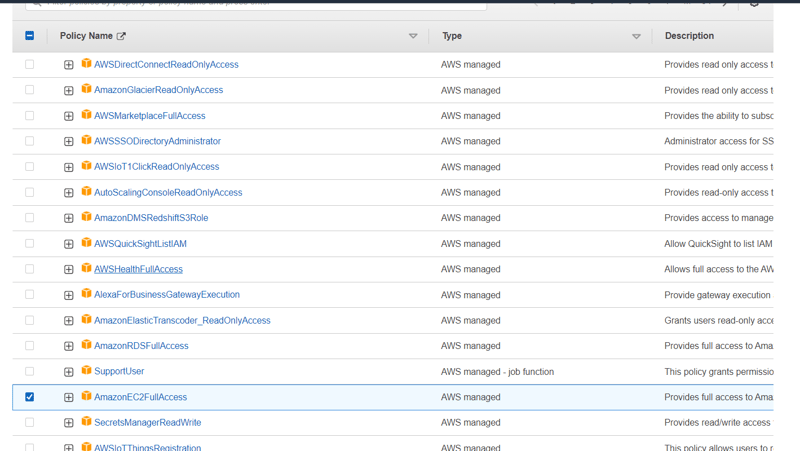 Policy Name Type Description
AWSDirectConnectReadOnlyAccess AWS managed Provides read only access t
AmazonGlacierReadOnlyAccess AWS managed Provides read only access t
AWSMarketplaceFullAccess AWS managed Provides the ability to subsc
AWSSSODirectoryAdministrator AWS managed Administrator access for SS
AWSIoT1ClickReadOnlyAccess AWS managed Provides read only access t
AutoScalingConsoleReadOnlyAccess AWS managed Provides read-only access t
AmazonDMSRedshiftS3Role AWS managed Provides access to manage
AWSQuickSightListIAM AWS managed Allow QuickSight to list IAM
AWSHealthFullAccess AWS managed Allows full access to the AW
AlexaForBusinessGatewayExecution AWS managed Provide gateway execution
AmazonElasticTranscoder_ReadOnlyAccess AWS managed Grants users read-only acce
AmazonRDSFullAccess AWS managed Provides full access to Ama
SupportUser AWS managed - job function This policy grants permissio
AmazonEC2FullAccess AWS managed Provides full access to Ama
SecretsManagerReadWrite AWS managed Provides read/write access
AWSIoTThingsRegistration AWS managed This policy allows users to r